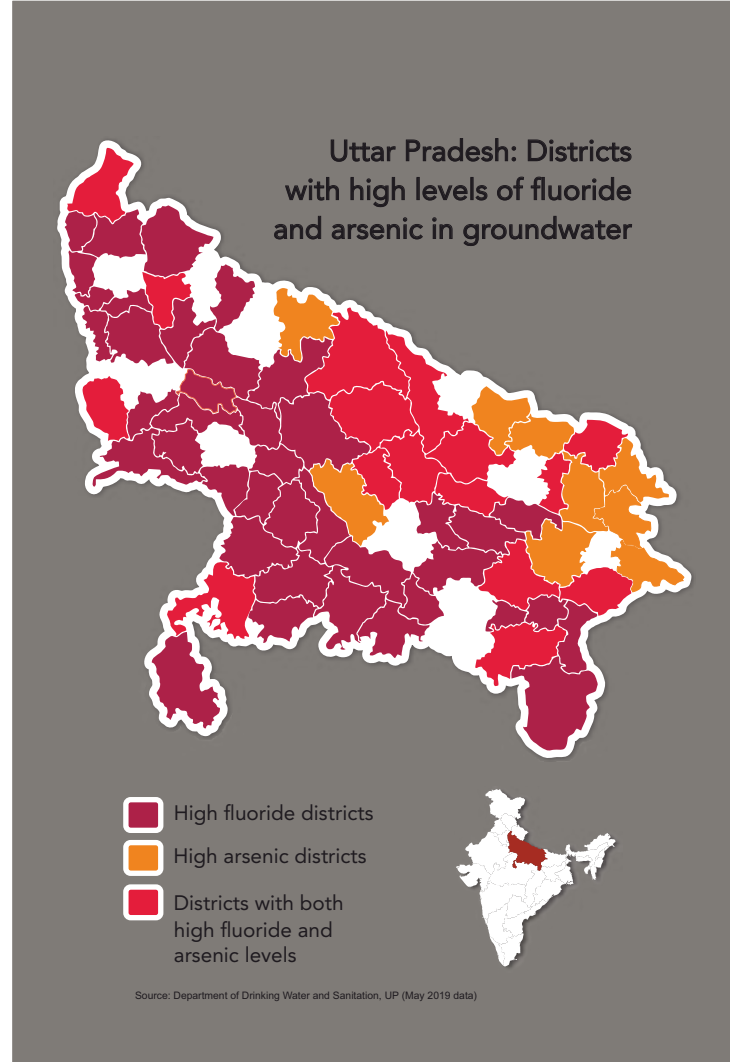 Uttar Pradesh: Districts
with high levels of fluoride
and arsenic in groundwater
High fluoride districts
High arsenic districts
Districts with both
high fluoride and
arsenic levels
Source: Department of Drinking Water and Sanitation, UP (May 2019 data)